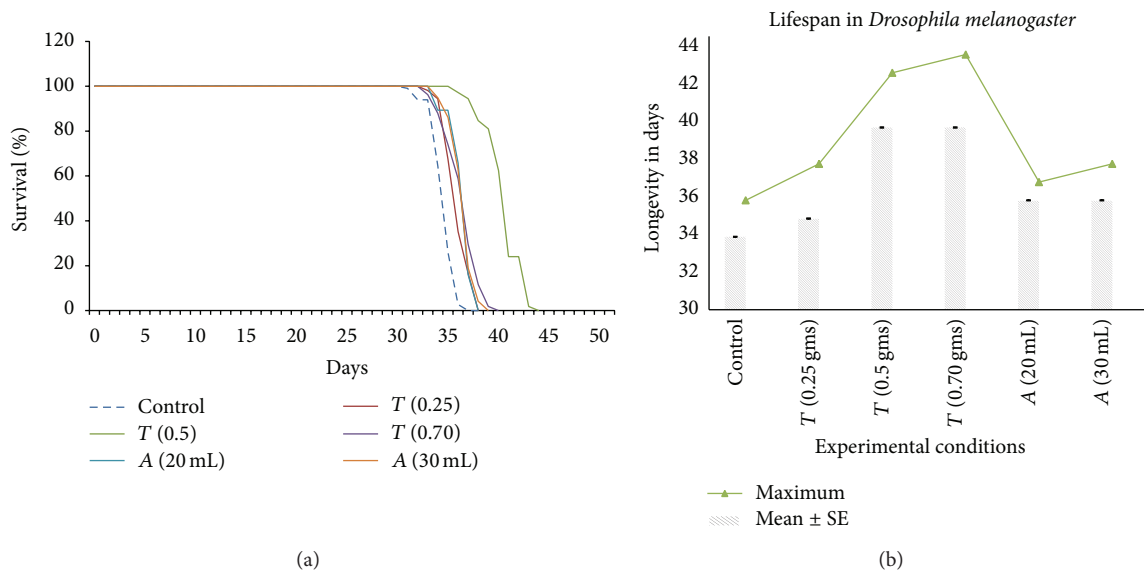 120
100
80
60
40
20
0
Survival (%)
0 5 10 15 20 25 30 35 40 45 50
Days
Control
T (0.25)
T (0.5)
T (0.70)
A (20 mL)
A (30 mL)
(a)
Lifespan in Drosophila melanogaster
44
42
40
38
36
34
32
30
Longevity in days
Control
T (0.25 gms)
T (0.5 gms)
T (0.70 gms)
A (20 mL)
A (30 mL)
Experimental conditions
Maximum
Mean ± SE
(b)